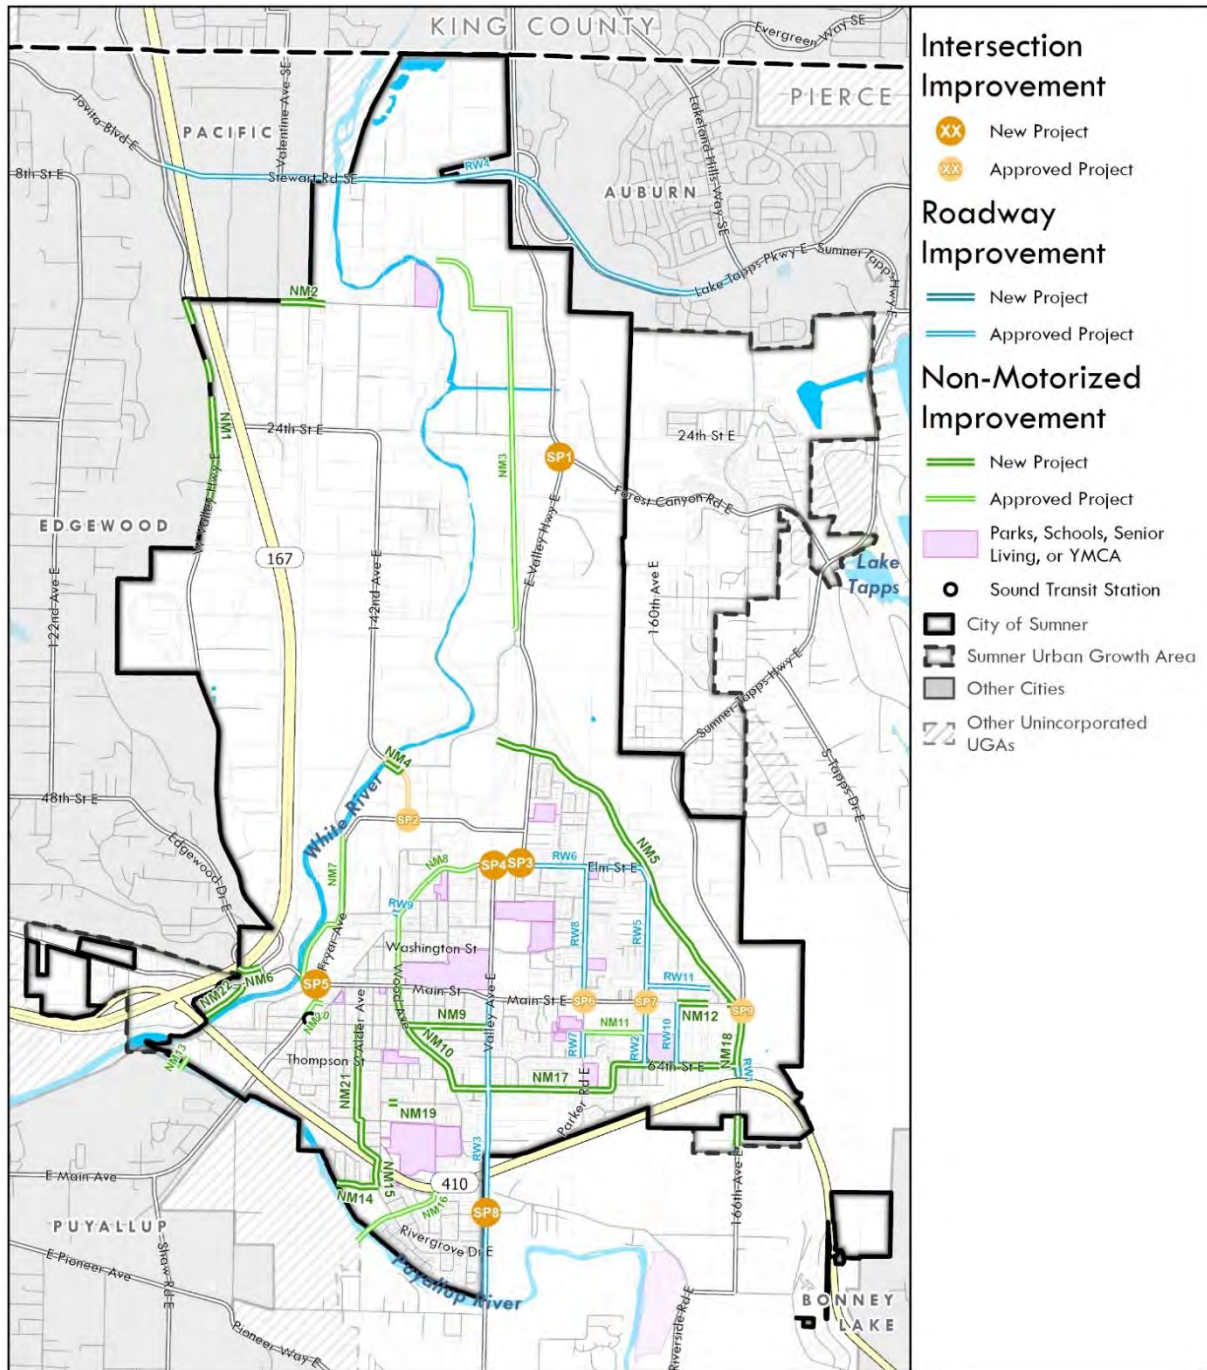 KING COUNTY
Evergreen Way SE
PIERCE
Jovita Blvd E
PACIFIC
Valentine Ave SE
Lakeland Hills Way SE
8th St E
Stewart Rd SE
RW4
AUBURN
Lake Tapps Pkwy E
Sumner Tapps Hwy E
NM2
NM1
24th St E
NM3
SP1
24th St E
W Valley Hwy E
EDGEWOOD
Forest Canyon Rd E
167
E Valley Hwy E
Lake
Tapps
122nd Ave E
142nd Ave E
160th Ave E
Sumner Tapps Hwy E
S Tapps Dr E
NM4
48th St E
White River
SP2
Edgewood Dr E
NM7
NM8
SP4
SP3
RW6
Elm St E
NM5
RW9
RW8
RW5
Fryar Ave
Washington St
Wood Ave
Valley Ave E
RW11
NM6
NM22
SP5
Main St
Main St E
SP6
SP7
NM12
SP9
Alder Ave
NM9
NM10
NM11
RW7
RW2
RW10
NM18
Thompson St
64th St E
RW1
NM13
NM21
NM17
NM19
Parker Rd E
RW3
E Main Ave
NM14
NM15
410
NM16
SP8
166th Ave E
PUYALLUP
Rivergrove Dr E
Shaw Rd E
E Pioneer Ave
Puyallup River
Pioneer Way E
Riverside Rd E
BONNEY
LAKE
Intersection
Improvement
XX New Project
XX Approved Project
Roadway
Improvement
New Project
Approved Project
Non-Motorized
Improvement
New Project
Approved Project
Parks, Schools, Senior
Living, or YMCA
Sound Transit Station
City of Sumner
Sumner Urban Growth Area
Other Cities
Other Unincorporated
UGAs